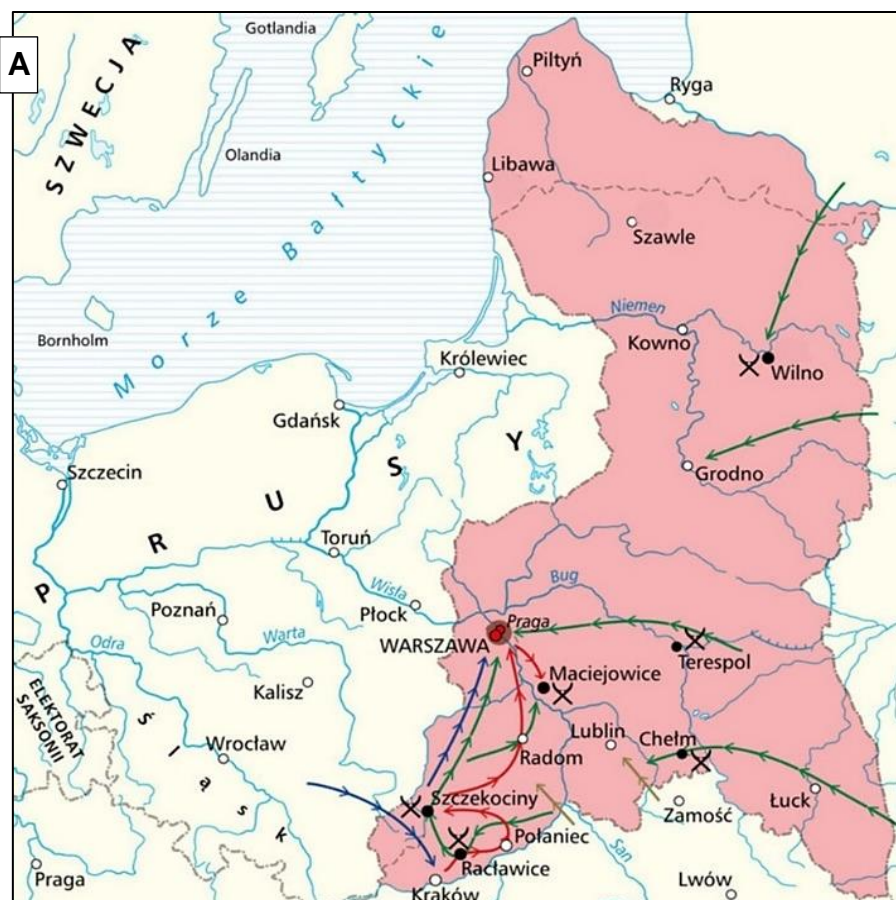 A
Gotlandia
SZWECJA
Piltyń
Ryga
Olandia
Morze Bałtyckie
Libawa
Szawle
Bornholm
Niemen
Kowno
Królewiec
Wilno
Gdańsk
Szczecin
Grodno
PRUSY
Toruń
Bug
Wisła
Praga
Poznań
Płock
WARSZAWA
Warta
Terespol
Odra
Maciejowice
ELEKTORAT
SAKSONII
Kalisz
Śląsk
Lublin
Chełm
Wrocław
Radom
Szczekociny
Łuck
Zamość
Połaniec
San
Racławice
Praga
Lwów
Kraków